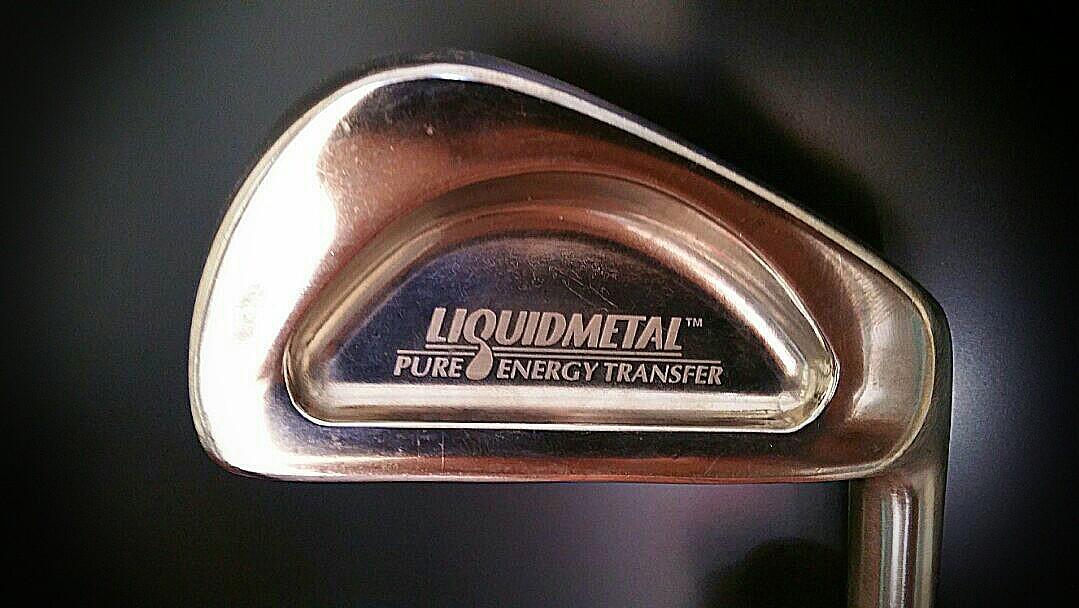 LIQUIDMETAL™
PURE ENERGY TRANSFER